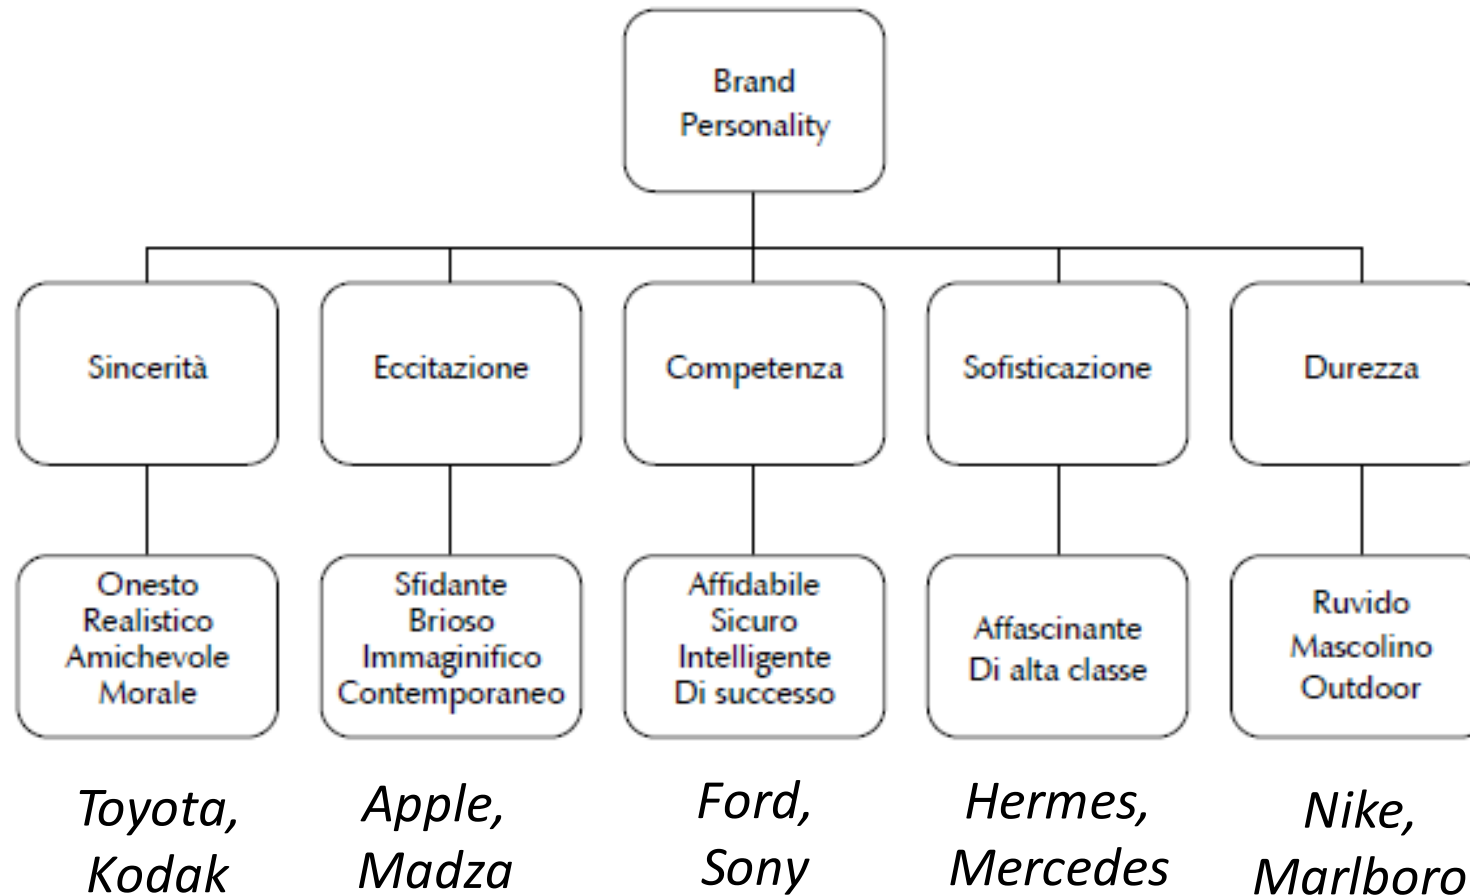 Brand
Personality
Sincerità
Eccitazione
Competenza
Sofisticazione
Durezza
Onesto
Realistico
Amichevole
Morale
Sfidante
Brioso
Immaginifico
Contemporaneo
Affidabile
Sicuro
Intelligente
Di successo
Affascinante
Di alta classe
Ruvido
Mascolino
Outdoor
Toyota,
Kodak
Apple,
Madza
Ford,
Sony
Hermes,
Mercedes
Nike,
Marlboro